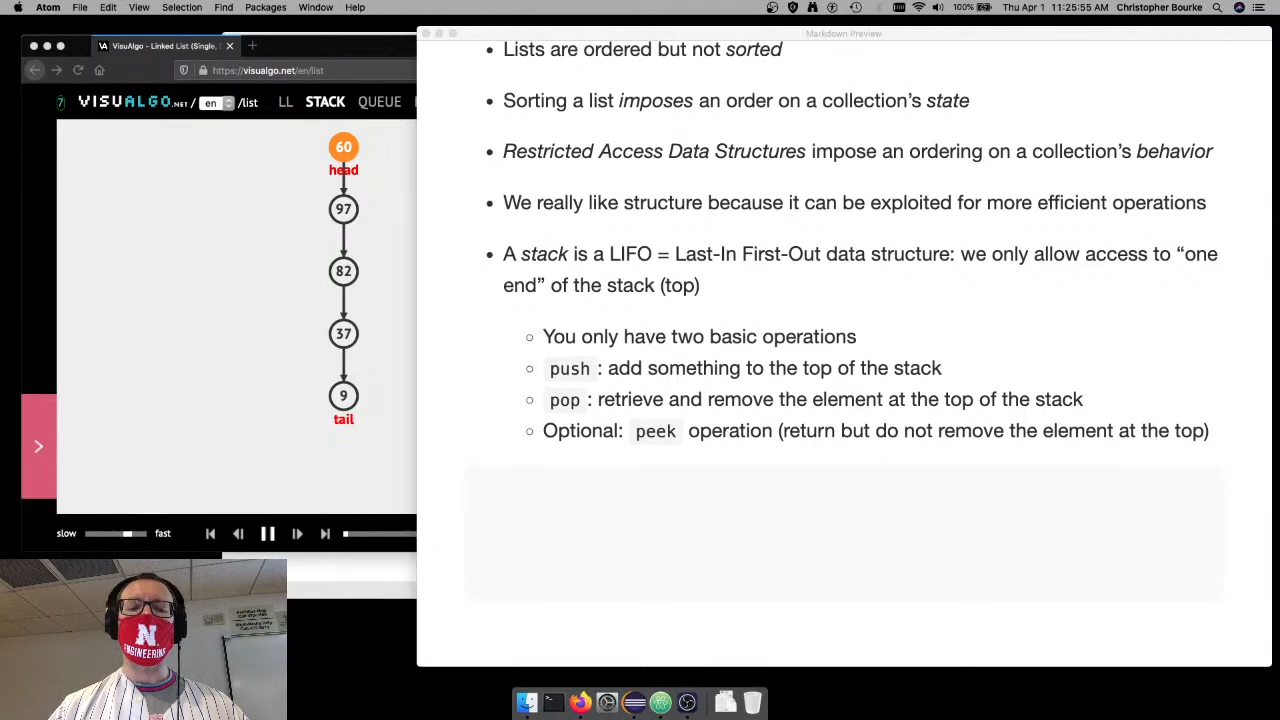 Atom File Edit Selection Find Packages Window Help 100% Thu Apr 1 11:25:55 AM Christopher Bourke
VisuAlgo - Linked List (Single,
https://visualgo.net/en/list
7 VISUALGO.NET / en /list LL STACK QUEUE
60
head
97
82
37
9
tail
slow fast
Markdown Preview
• Lists are ordered but not sorted
• Sorting a list imposes an order on a collection's state
• Restricted Access Data Structures impose an ordering on a collection's behavior
• We really like structure because it can be exploited for more efficient operations
• A stack is a LIFO = Last-In First-Out data structure: we only allow access to “one
end” of the stack (top)
◦ You only have two basic operations
◦ push : add something to the top of the stack
◦ pop : retrieve and remove the element at the top of the stack
◦ Optional: peek operation (return but do not remove the element at the top)
N
ENGINEERING